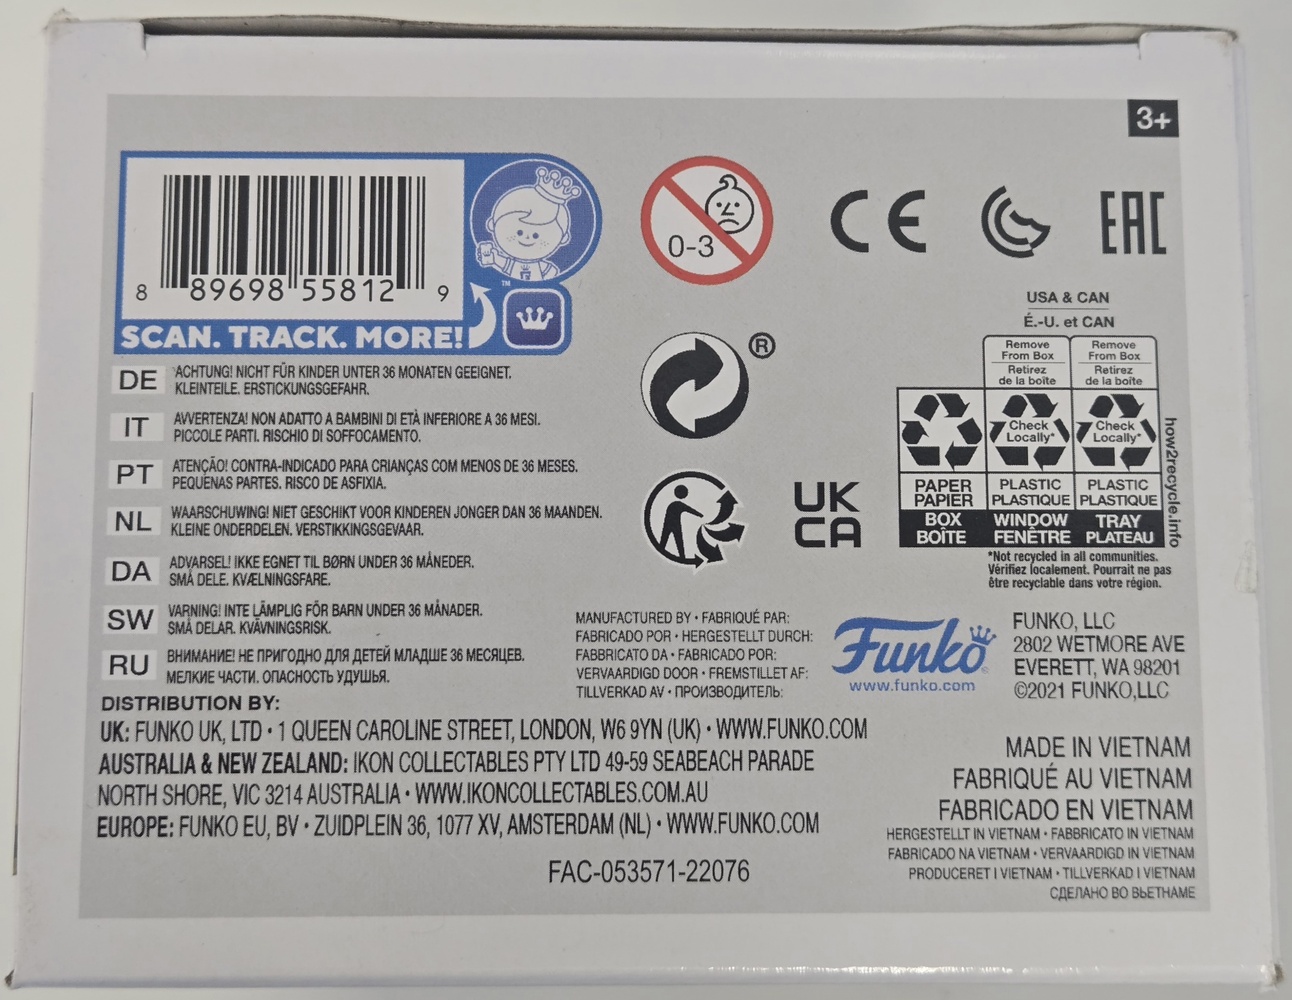 3+
8 89698 55812 9
SCAN. TRACK. MORE!
TM
0-3
CE
EAC
DE ACHTUNG! NICHT FÜR KINDER UNTER 36 MONATEN GEEIGNET.
KLEINTEILE. ERSTICKUNGSGEFAHR.
IT AVVERTENZA! NON ADATTO A BAMBINI DI ETÀ INFERIORE A 36 MESI.
PICCOLE PARTI. RISCHIO DI SOFFOCAMENTO.
PT ATENÇÃO! CONTRA-INDICADO PARA CRIANÇAS COM MENOS DE 36 MESES.
PEQUENAS PARTES. RISCO DE ASFIXIA.
NL WAARSCHUWING! NIET GESCHIKT VOOR KINDEREN JONGER DAN 36 MAANDEN.
KLEINE ONDERDELEN. VERSTIKKINGSGEVAAR.
DA ADVARSEL! IKKE EGNET TIL BØRN UNDER 36 MÅNEDER.
SMÅ DELE. KVÆLNINGSFARE.
SW VARNING! INTE LÄMPLIG FÖR BARN UNDER 36 MÅNADER.
SMÅ DELAR. KVÄVNINGSRISK.
RU ВНИМАНИЕ! НЕ ПРИГОДНО ДЛЯ ДЕТЕЙ МЛАДШЕ 36 МЕСЯЦЕВ.
МЕЛКИЕ ЧАСТИ. ОПАСНОСТЬ УДУШЬЯ.
®
UK
CA
USA & CAN
É.-U. et CAN
Remove From Box
Retirez de la boîte
Remove From Box
Retirez de la boîte
Check Locally*
Check Locally*
PAPER PAPIER
PLASTIC PLASTIQUE
PLASTIC PLASTIQUE
BOX BOÎTE
WINDOW FENÊTRE
TRAY PLATEAU
how2recycle.info
*Not recycled in all communities.
Vérifiez localement. Pourrait ne pas
être recyclable dans votre région.
MANUFACTURED BY • FABRIQUÉ PAR:
FABRICADO POR • HERGESTELLT DURCH:
FABBRICATO DA • FABRICADO POR:
VERVAARDIGD DOOR • FREMSTILLET AF:
TILLVERKAD AV • ПРОИЗВОДИТЕЛЬ:
Funko®
www.funko.com
FUNKO, LLC
2802 WETMORE AVE
EVERETT, WA 98201
©2021 FUNKO,LLC
DISTRIBUTION BY:
UK: FUNKO UK, LTD • 1 QUEEN CAROLINE STREET, LONDON, W6 9YN (UK) • WWW.FUNKO.COM
AUSTRALIA & NEW ZEALAND: IKON COLLECTABLES PTY LTD 49-59 SEABEACH PARADE
NORTH SHORE, VIC 3214 AUSTRALIA • WWW.IKONCOLLECTABLES.COM.AU
EUROPE: FUNKO EU, BV • ZUIDPLEIN 36, 1077 XV, AMSTERDAM (NL) • WWW.FUNKO.COM
FAC-053571-22076
MADE IN VIETNAM
FABRIQUÉ AU VIETNAM
FABRICADO EN VIETNAM
HERGESTELLT IN VIETNAM • FABBRICATO IN VIETNAM
FABRICADO NA VIETNAM • VERVAARDIGD IN VIETNAM
PRODUCERET I VIETNAM • TILLVERKAD I VIETNAM
СДЕЛАНО ВО ВЬЕТНАМЕ